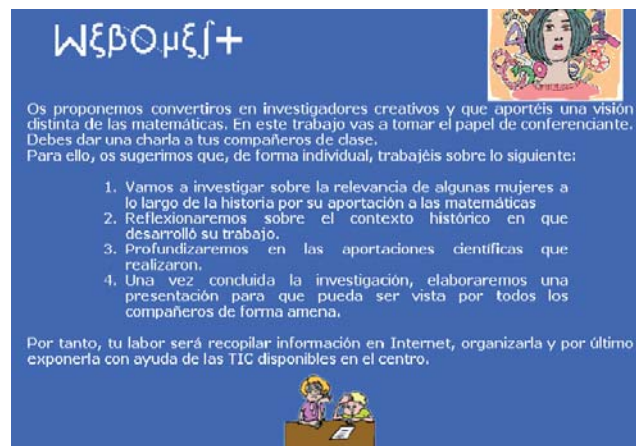 WξβΘμξ∫+
Os proponemos convertiros en investigadores creativos y que aportéis una visión
distinta de las matemáticas. En este trabajo vas a tomar el papel de conferenciante.
Debes dar una charla a tus compañeros de clase.
Para ello, os sugerimos que, de forma individual, trabajéis sobre lo siguiente:
1. Vamos a investigar sobre la relevancia de algunas mujeres a
lo largo de la historia por su aportación a las matemáticas
2. Reflexionaremos sobre el contexto histórico en que
desarrolló su trabajo.
3. Profundizaremos en las aportaciones científicas que
realizaron.
4. Una vez concluida la investigación, elaboraremos una
presentación para que pueda ser vista por todos los
compañeros de forma amena.
Por tanto, tu labor será recopilar información en Internet, organizarla y por último
exponerla con ayuda de las TIC disponibles en el centro.